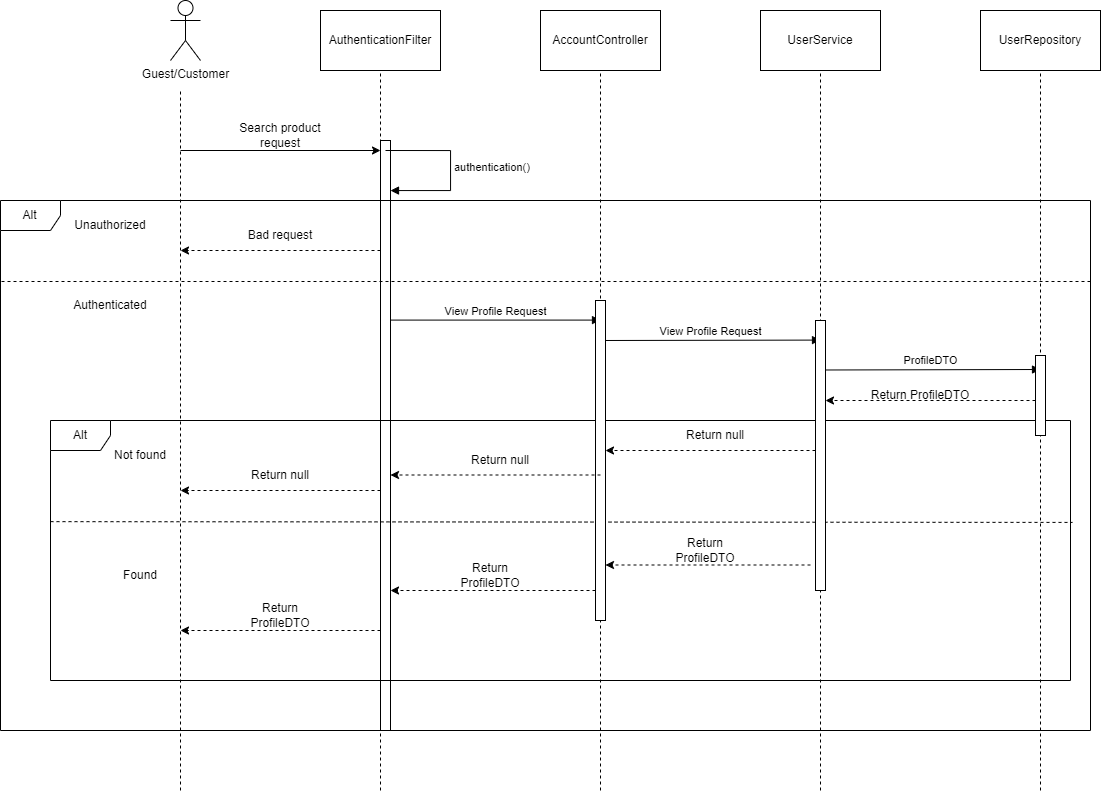 Guest/Customer
AuthenticationFilter
AccountController
UserService
UserRepository
Search product
request
authentication()
Alt
Unauthorized
Bad request
Authenticated
View Profile Request
View Profile Request
ProfileDTO
Return ProfileDTO
Alt
Not found
Return null
Return null
Return null
Found
Return
ProfileDTO
Return
ProfileDTO
Return
ProfileDTO